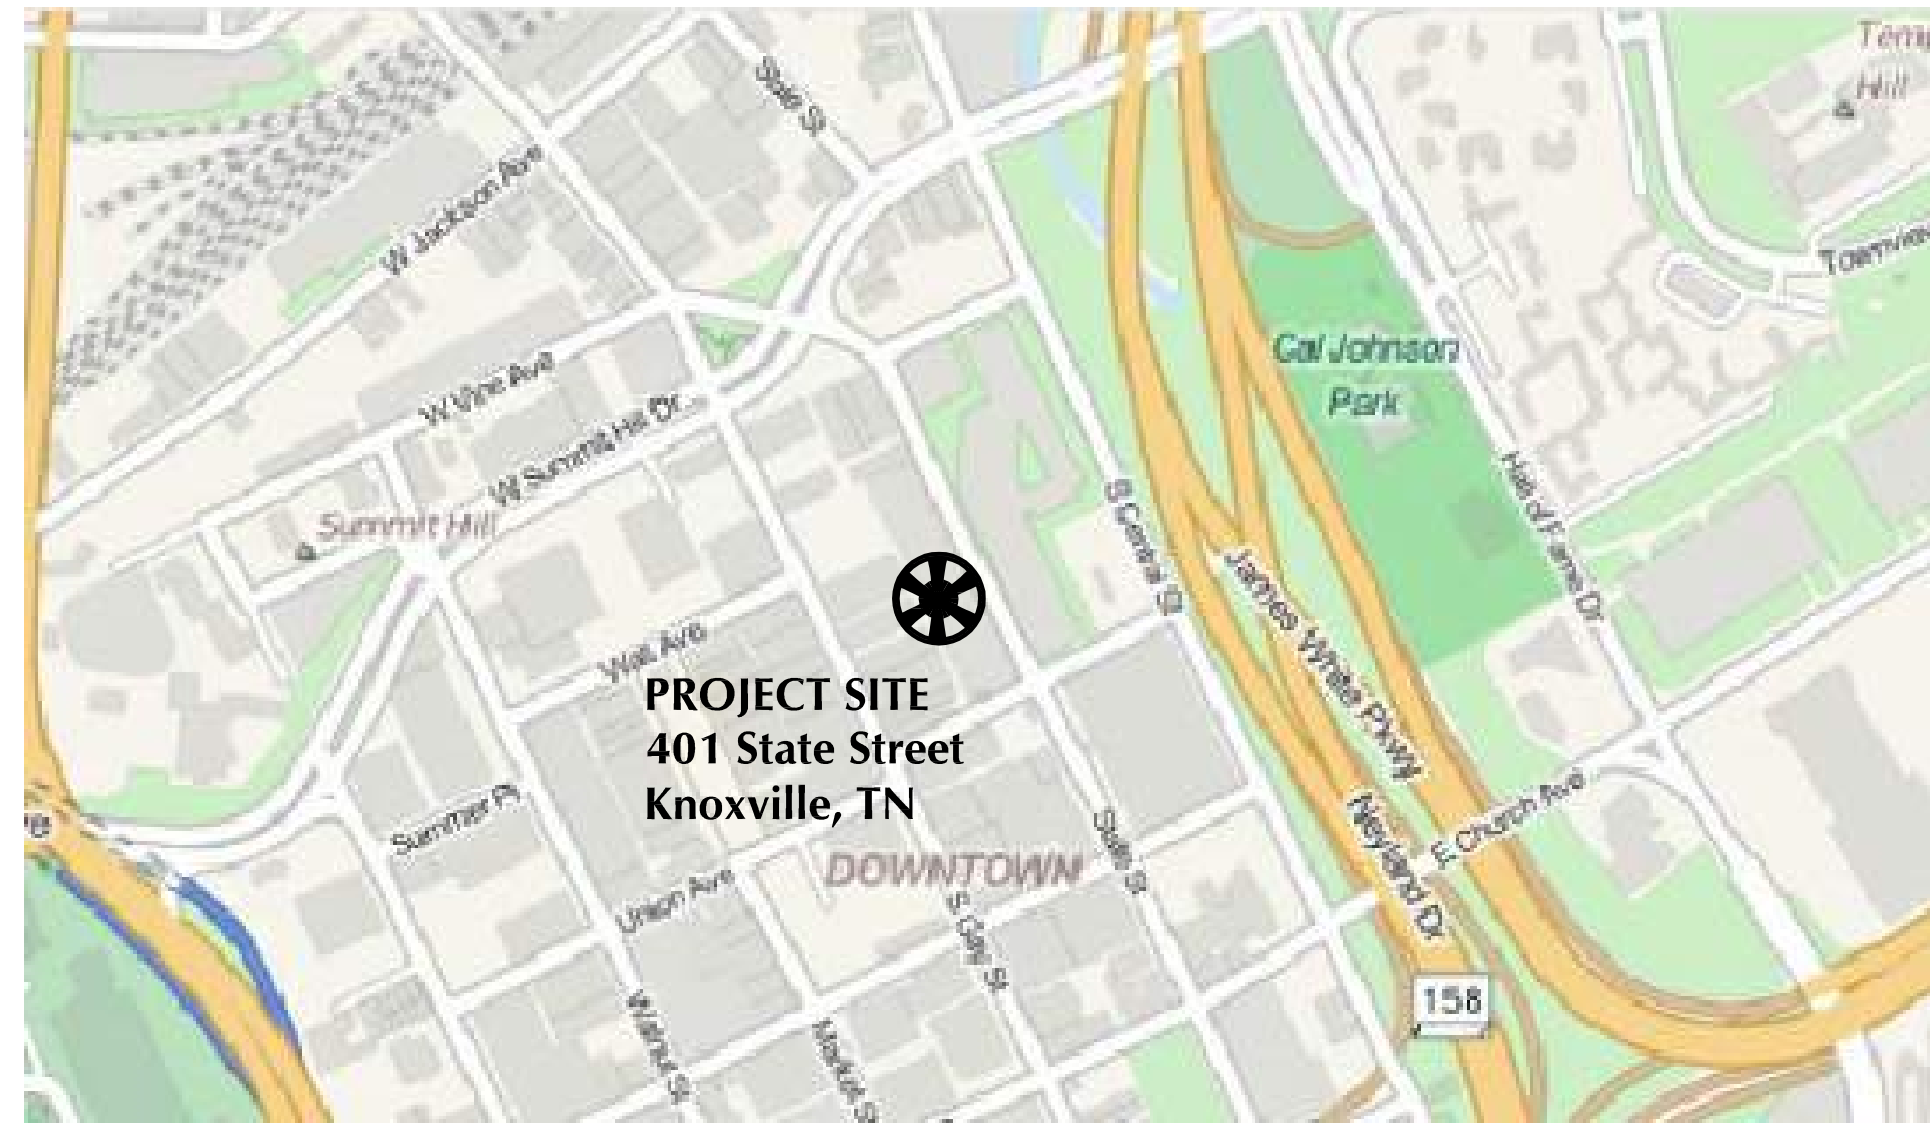 State St
Hill
W Jackson Ave
Townview
Cal Johnson
Park
W Vine Ave
W Summit Hill Dr
Summit Hill
S Central St
Hall of Fame Dr
James White Pkwy
Wall Ave
PROJECT SITE
401 State Street
Knoxville, TN
Summer Pl
Union Ave
DOWNTOWN
State St
S Gay St
E Church Ave
Neyland Dr
158
Walnut St
Market St